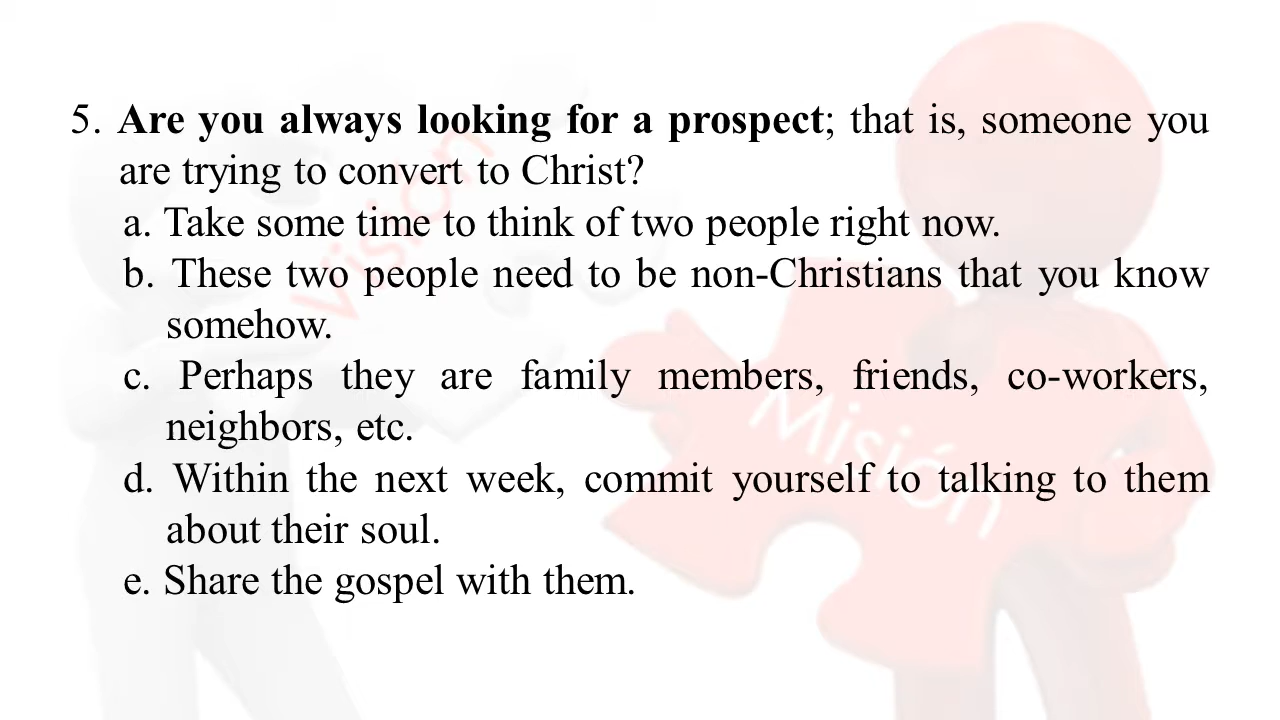 5. Are you always looking for a prospect; that is, someone you
are trying to convert to Christ?
a. Take some time to think of two people right now.
b. These two people need to be non-Christians that you know
somehow.
c. Perhaps they are family members, friends, co-workers,
neighbors, etc.
d. Within the next week, commit yourself to talking to them
about their soul.
e. Share the gospel with them.
Visión
Misión